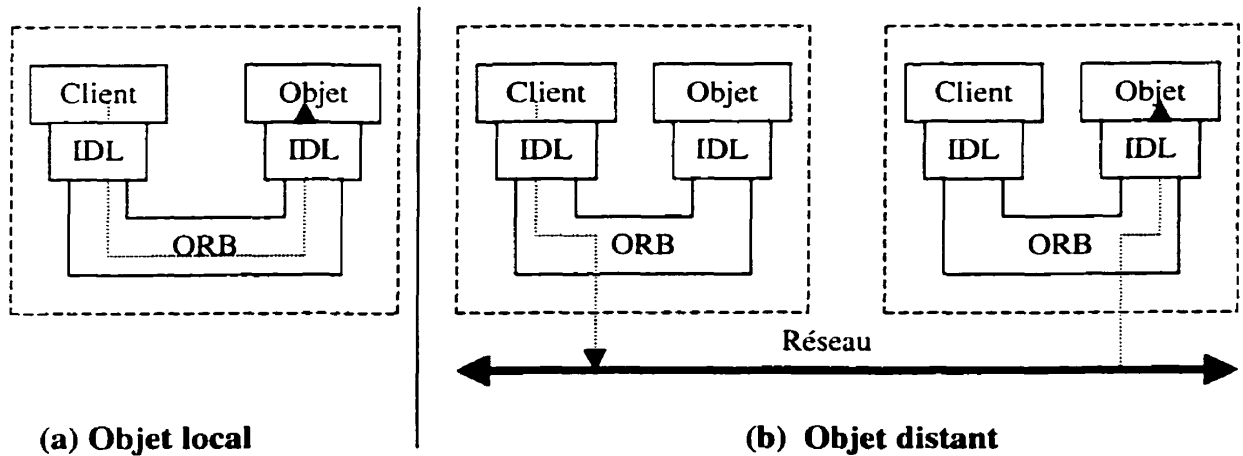 Client Objet
IDL IDL
ORB
Client Objet
IDL IDL
ORB
Client Objet
IDL IDL
ORB
Réseau
(a) Objet local
(b) Objet distant